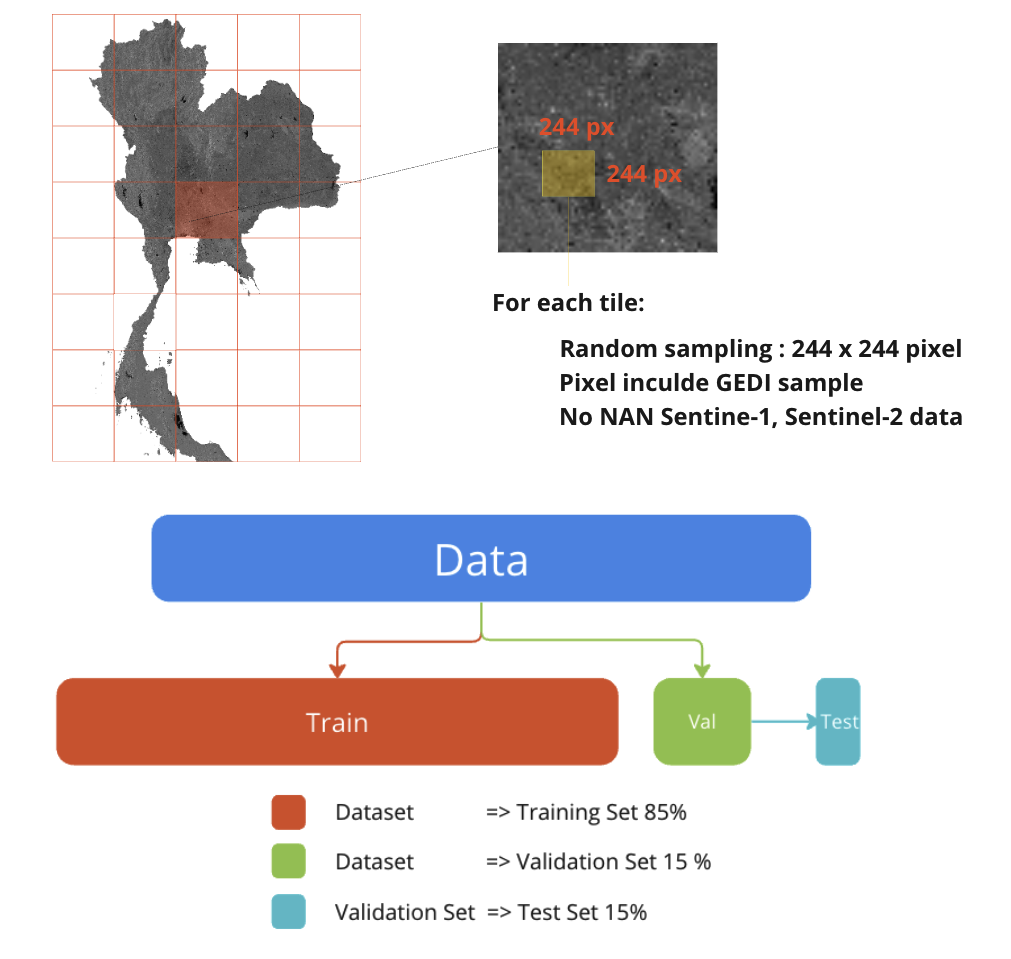 244 px
244 px
For each tile:
Random sampling : 244 x 244 pixel
Pixel inculde GEDI sample
No NAN Sentine-1, Sentinel-2 data
Data
Train
Val
Test
Dataset => Training Set 85%
Dataset => Validation Set 15 %
Validation Set => Test Set 15%